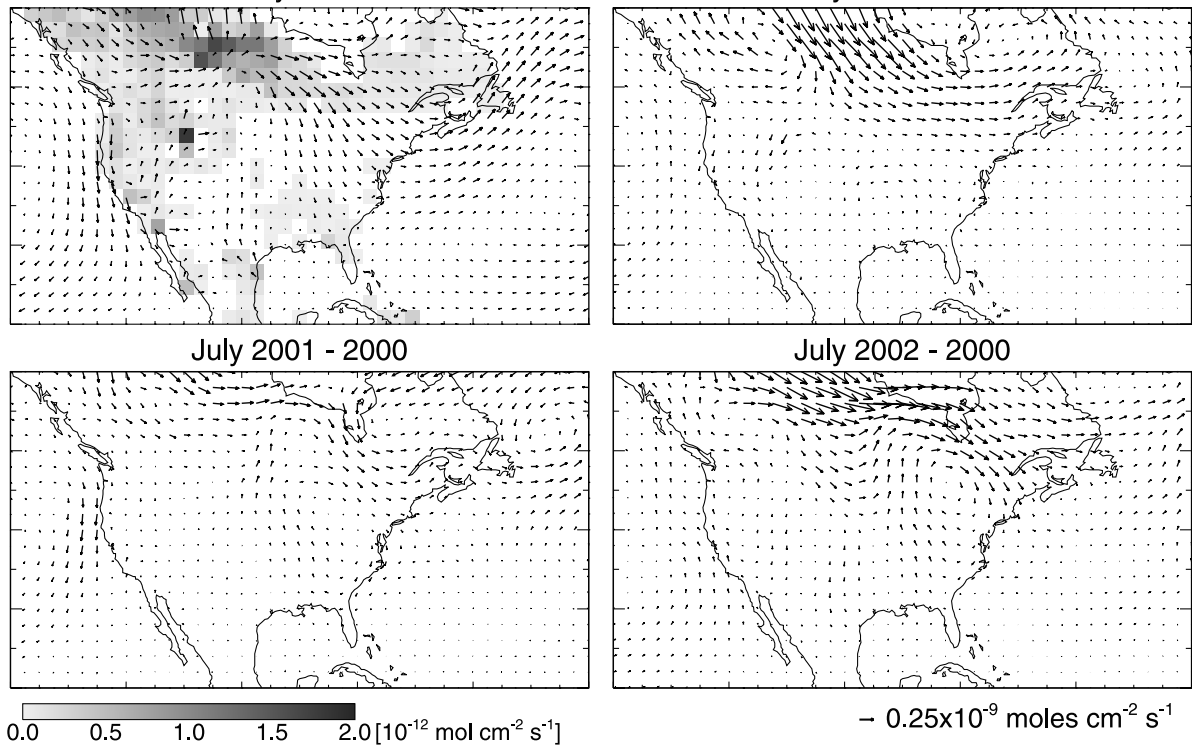 July 2001 - 2000
July 2002 - 2000
0.0 0.5 1.0 1.5 2.0 [10⁻¹² mol cm⁻² s⁻¹]
0.25x10⁻⁹ moles cm⁻² s⁻¹